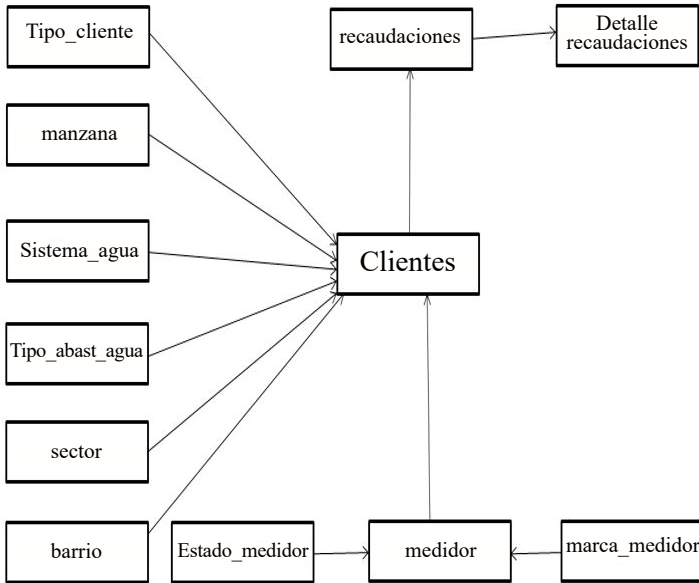 Tipo_cliente
recaudaciones
Detalle
recaudaciones
manzana
Sistema_agua
Clientes
Tipo_abast_agua
sector
barrio
Estado_medidor
medidor
marca_medidor